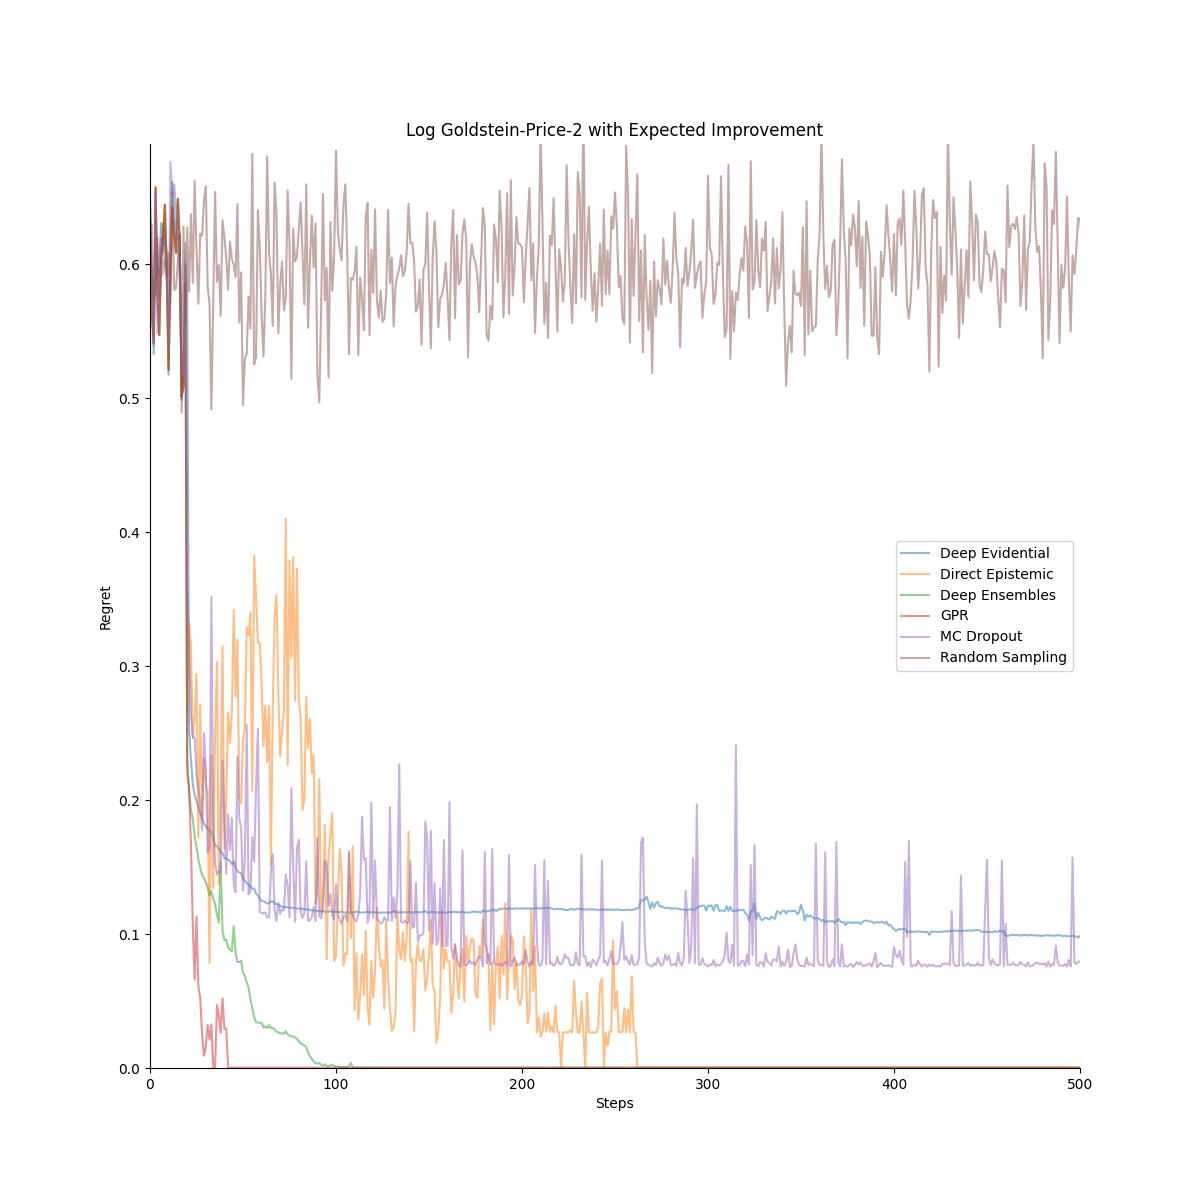 Log Goldstein-Price-2 with Expected Improvement
0.6
0.5
0.4
0.3
0.2
0.1
0.0
Regret
0
100
200
300
400
500
Steps
Deep Evidential
Direct Epistemic
Deep Ensembles
GPR
MC Dropout
Random Sampling